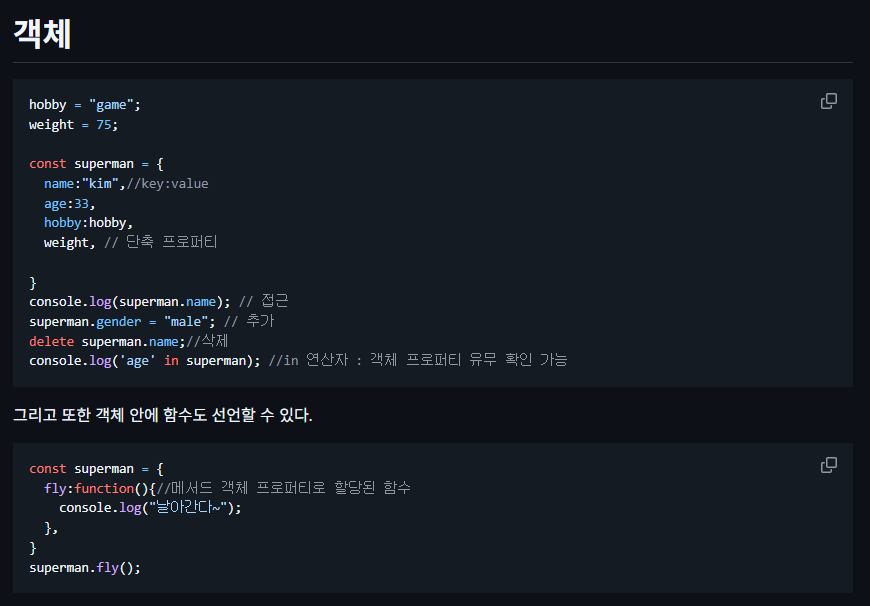 객체
hobby = "game";
weight = 75;
const superman = {
  name:"kim",//key:value
  age:33,
  hobby:hobby,
  weight, // 단축 프로퍼티
}
console.log(superman.name); // 접근
superman.gender = "male"; // 추가
delete superman.name;//삭제
console.log('age' in superman); //in 연산자 : 객체 프로퍼티 유무 확인 가능
그리고 또한 객체 안에 함수도 선언할 수 있다.
const superman = {
  fly:function(){//메서드 객체 프로퍼티로 할당된 함수
    console.log("날아간다~");
  },
}
superman.fly();